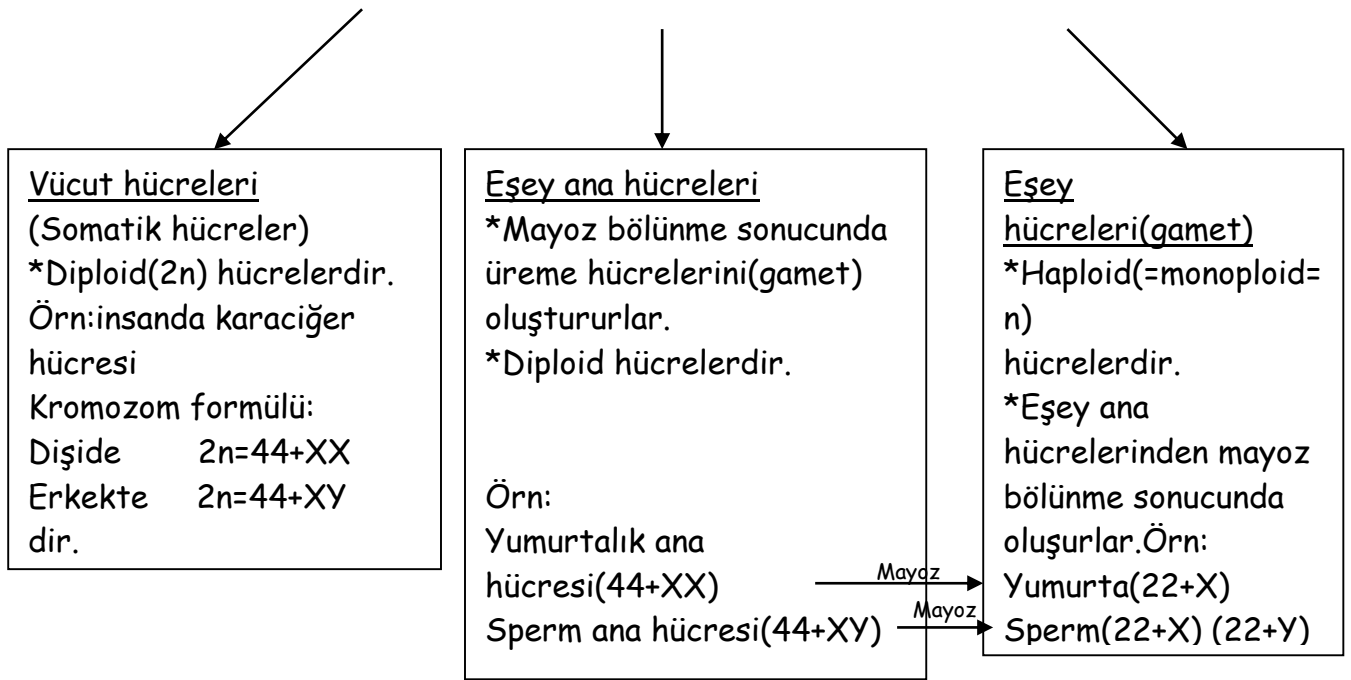 Vücut hücreleri
(Somatik hücreler)
*Diploid(2n) hücrelerdir.
Örn:insanda karaciğer
hücresi
Kromozom formülü:
Dişide 2n=44+XX
Erkekte 2n=44+XY
dir.
Eşey ana hücreleri
*Mayoz bölünme sonucunda
üreme hücrelerini(gamet)
oluştururlar.
*Diploid hücrelerdir.
Örn:
Yumurtalık ana
hücresi(44+XX)
Sperm ana hücresi(44+XY)
Mayoz
Mayoz
Eşey
hücreleri(gamet)
*Haploid(=monoploid=
n)
hücrelerdir.
*Eşey ana
hücrelerinden mayoz
bölünme sonucunda
oluşurlar.Örn:
Yumurta(22+X)
Sperm(22+X) (22+Y)